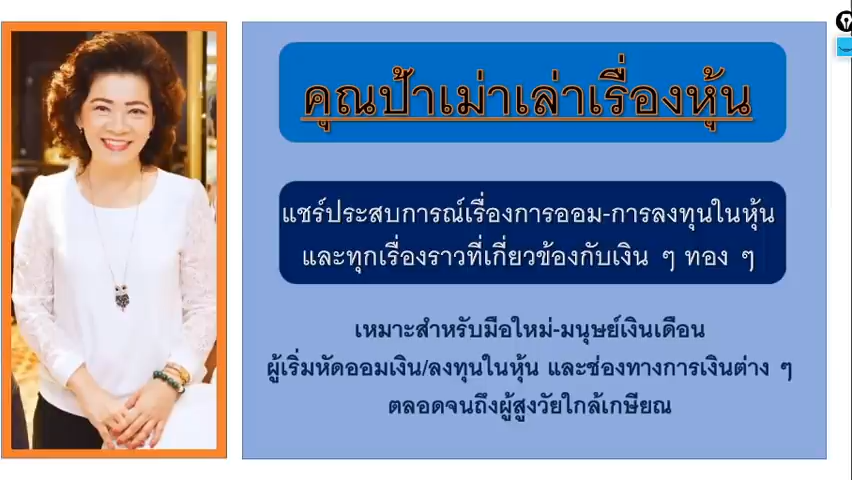 คุณป้าเม่าเล่าเรื่องหุ้น
แชร์ประสบการณ์เรื่องการออม-การลงทุนในหุ้น
และทุกเรื่องราวที่เกี่ยวข้องกับเงิน ๆ ทอง ๆ
เหมาะสำหรับมือใหม่-มนุษย์เงินเดือน
ผู้เริ่มหัดออมเงิน/ลงทุนในหุ้น และช่องทางการเงินต่าง ๆ
ตลอดจนถึงผู้สูงวัยใกล้เกษียณ